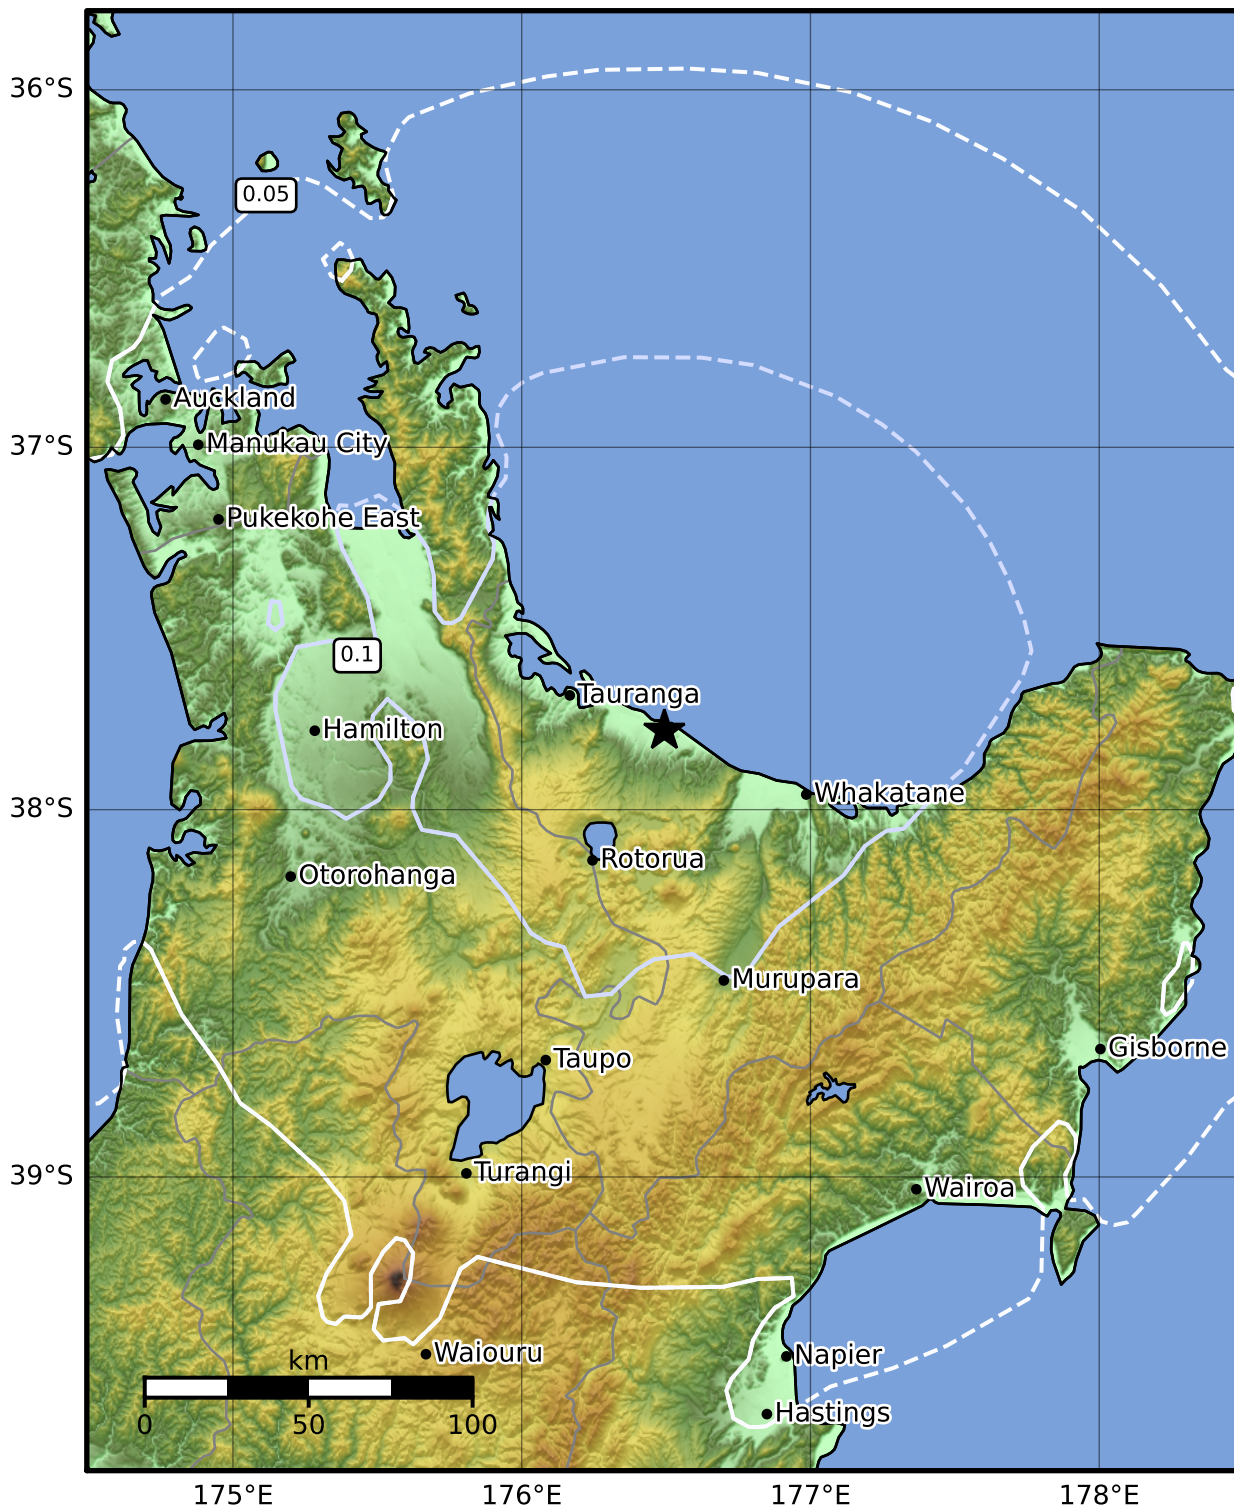 36°S
0.05
Auckland
37°S
Manukau City
Pukekohe East
0.1
Tauranga
Hamilton
Whakatane
38°S
Rotorua
Otorohanga
Murupara
Gisborne
Taupo
39°S
Turangi
Wairoa
Waiouru
Napier
km
Hastings
0 50 100
175°E 176°E 177°E 178°E